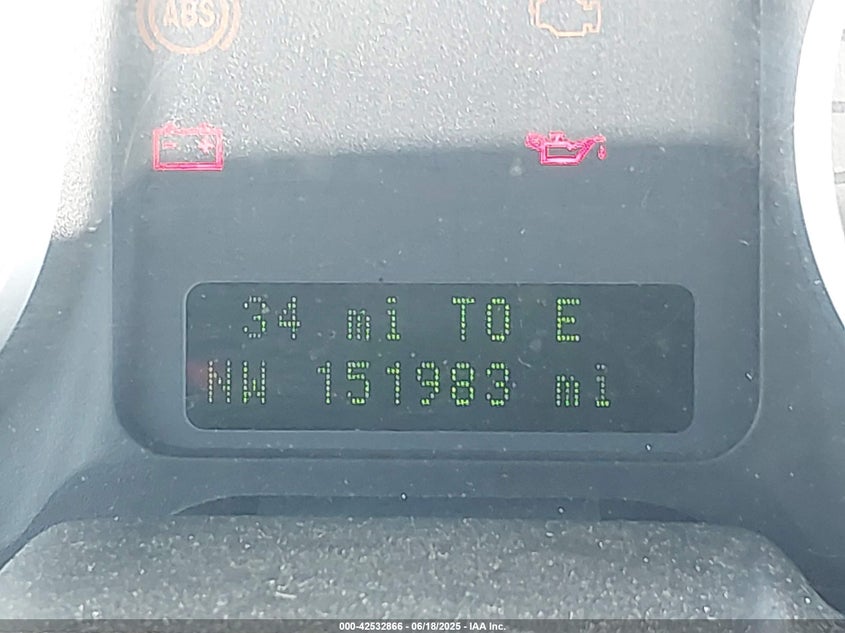 ABS
34 mi TO E
NW 151983 mi
000-42532866 - 06/18/2025 - IAA Inc.